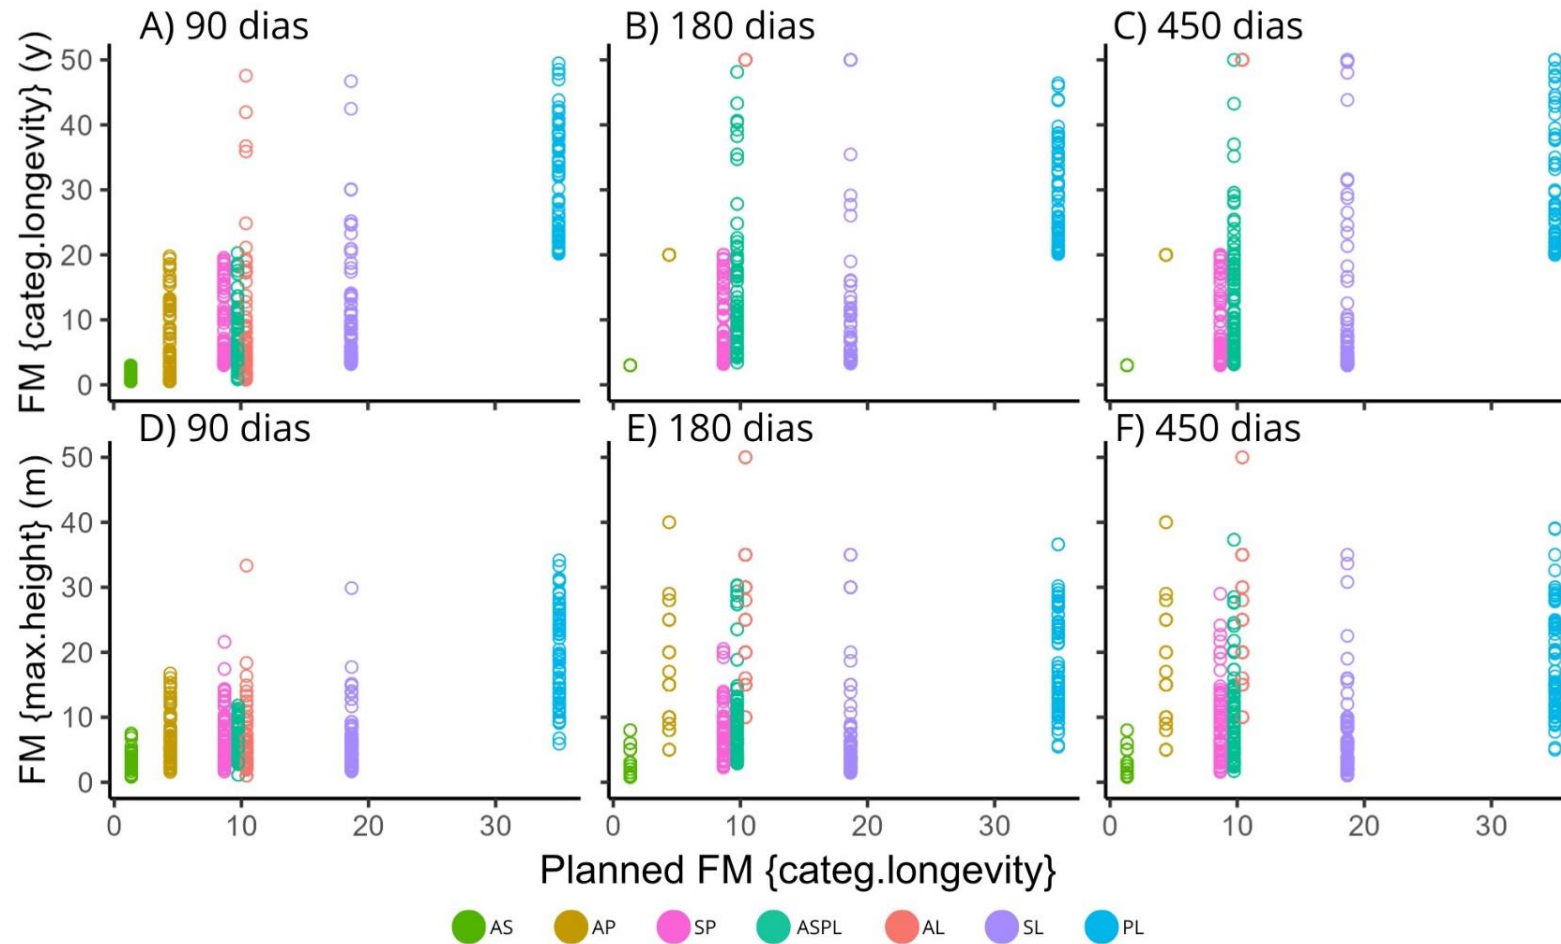 A) 90 dias
B) 180 dias
C) 450 dias
FM {categ.longevity} (y)
50
40
30
20
10
0
D) 90 dias
E) 180 dias
F) 450 dias
FM {max.height} (m)
50
40
30
20
10
0
0 10 20 30
0 10 20 30
0 10 20 30
Planned FM {categ.longevity}
AS AP SP ASPL AL SL PL